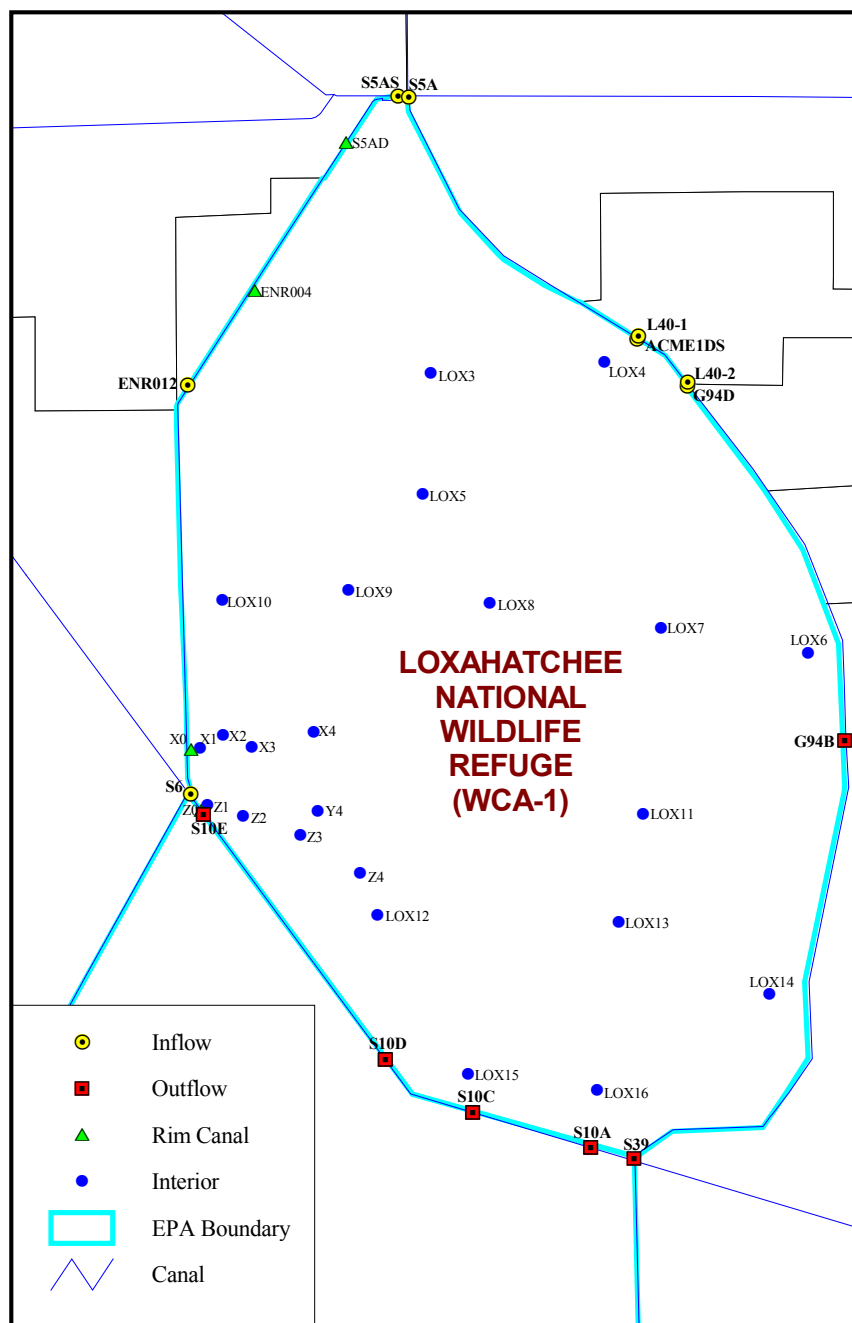 S5AS
S5A
S5AD
ENR004
L40-1
ACME1DS
LOX3
LOX4
L40-2
ENR012
G94D
LOX5
LOX9
LOX10
LOX8
LOX7
LOX6
LOXAHATCHEE
NATIONAL
WILDLIFE
REFUGE
(WCA-1)
X0
X1
X2
X3
X4
G94B
S6
Z0
Z1
S10E
Z2
Y4
Z3
LOX11
Z4
LOX12
LOX13
LOX14
S10D
LOX15
S10C
LOX16
S10A
S39
Inflow
Outflow
Rim Canal
Interior
EPA Boundary
Canal